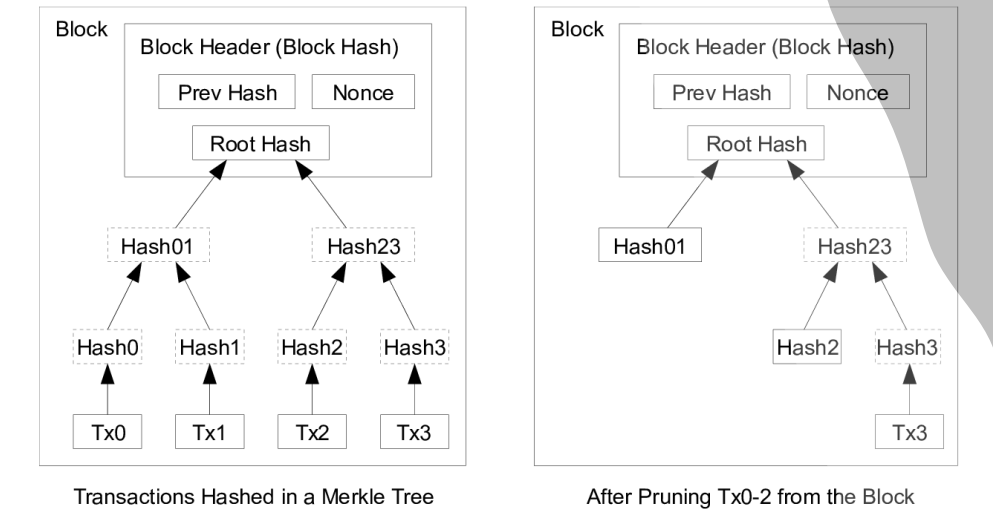 Block
Block Header (Block Hash)
Prev Hash
Nonce
Root Hash
Hash01
Hash23
Hash0
Hash1
Hash2
Hash3
Tx0
Tx1
Tx2
Tx3
Transactions Hashed in a Merkle Tree
Block
Block Header (Block Hash)
Prev Hash
Nonce
Root Hash
Hash01
Hash23
Hash2
Hash3
Tx3
After Pruning Tx0-2 from the Block